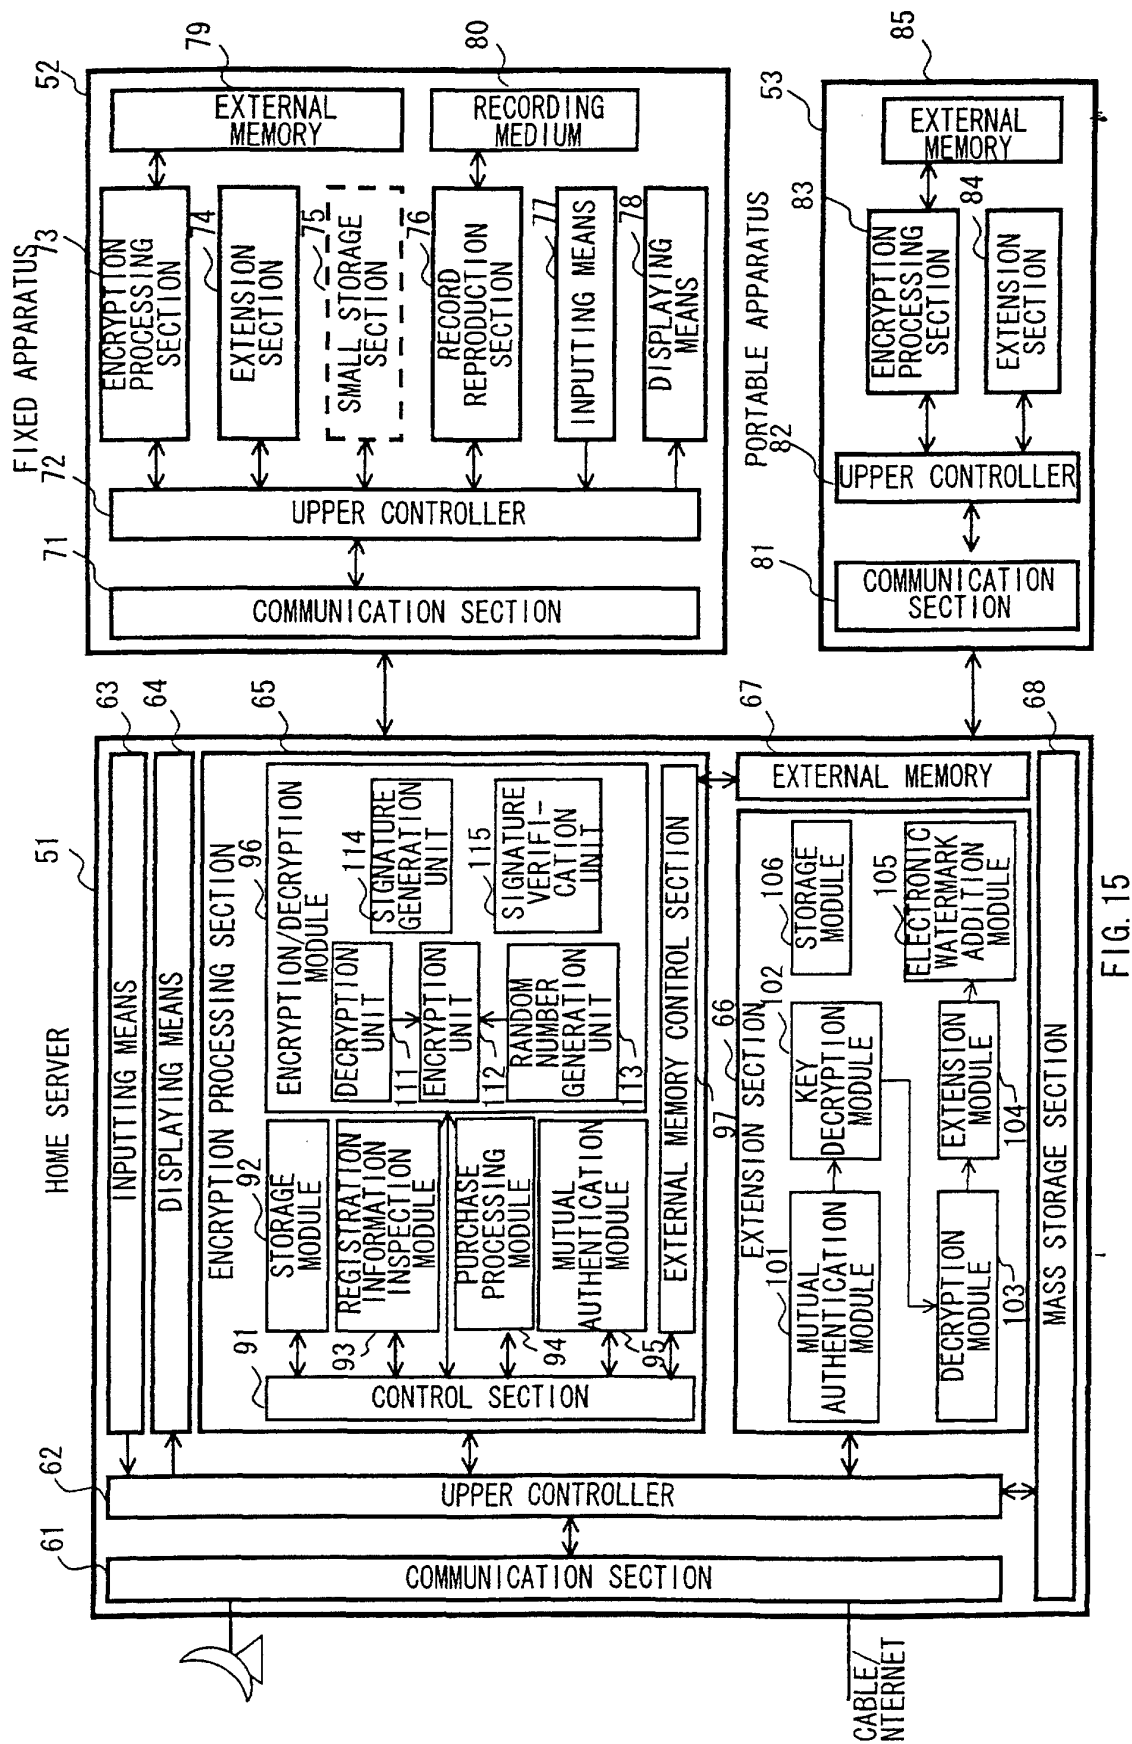 HOME SERVER
51
INPUTTING MEANS
63
DISPLAYING MEANS
64
ENCRYPTION PROCESSING SECTION
65
62
UPPER CONTROLLER
61
COMMUNICATION SECTION
91
CONTROL SECTION
92
STORAGE
MODULE
93
REGISTRATION
INFORMATION
INSPECTION
MODULE
94
PURCHASE
PROCESSING
MODULE
95
MUTUAL
AUTHENTICATION
MODULE
96
ENCRYPTION/DECRYPTION
MODULE
DECRYPTION
UNIT
111
ENCRYPTION
UNIT
112
RANDOM
NUMBER
GENERATION
UNIT
113
114
SIGNATURE
GENERATION
UNIT
115
SIGNATURE
VERIFI-
CATION
UNIT
EXTERNAL MEMORY CONTROL SECTION
97
EXTENSION SECTION
66
101
MUTUAL
AUTHENTICATION
MODULE
102
KEY
DECRYPTION
MODULE
DECRYPTION
MODULE
103
EXTENSION
MODULE
104
105
ELECTRONIC
WATERMARK
ADDITION
MODULE
106
STORAGE
MODULE
EXTERNAL MEMORY
67
MASS STORAGE SECTION
68
CABLE/
INTERNET
FIXED APPARATUS
52
71
COMMUNICATION SECTION
72
UPPER CONTROLLER
73
ENCRYPTION
PROCESSING
SECTION
74
EXTENSION
SECTION
75
SMALL STORAGE
SECTION
76
RECORD
REPRODUCTION
SECTION
77
INPUTTING MEANS
78
DISPLAYING
MEANS
79
EXTERNAL
MEMORY
80
RECORDING
MEDIUM
PORTABLE APPARATUS
53
81
COMMUNICATION
SECTION
82
UPPER CONTROLLER
83
ENCRYPTION
PROCESSING
SECTION
84
EXTENSION
SECTION
85
EXTERNAL
MEMORY
FIG. 15